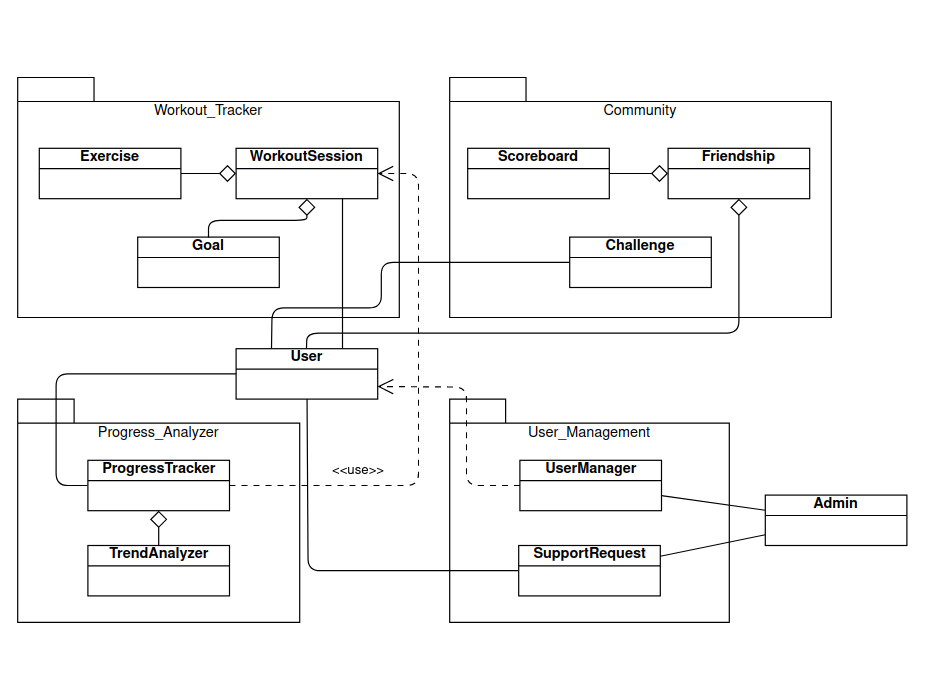 Workout_Tracker
Exercise
WorkoutSession
Goal
Community
Scoreboard
Friendship
Challenge
User
Progress_Analyzer
ProgressTracker
<<use>>
TrendAnalyzer
User_Management
UserManager
SupportRequest
Admin